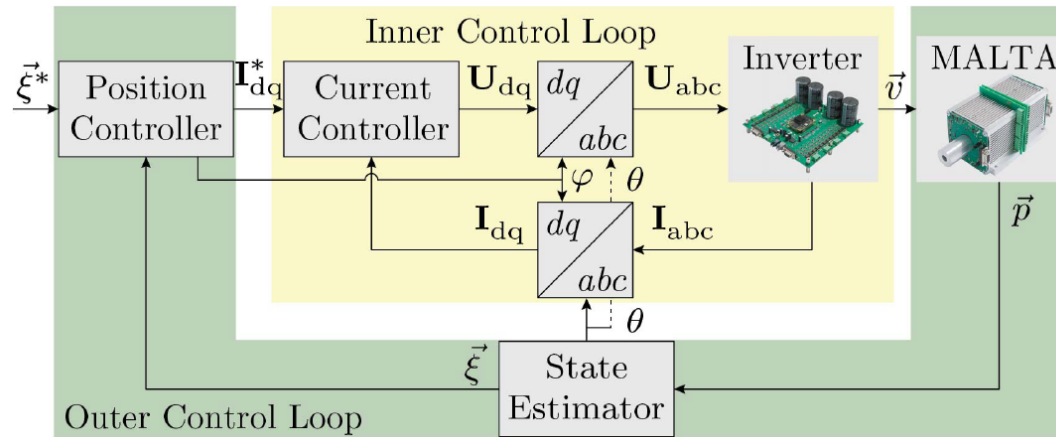 Inner Control Loop
Inverter
MALTA
ξ⃗*
Position
Controller
I*dq
Current
Controller
Udq
dq
abc
Uabc
v⃗
φ
θ
Idq
dq
abc
Iabc
p⃗
θ
ξ⃗
State
Estimator
Outer Control Loop